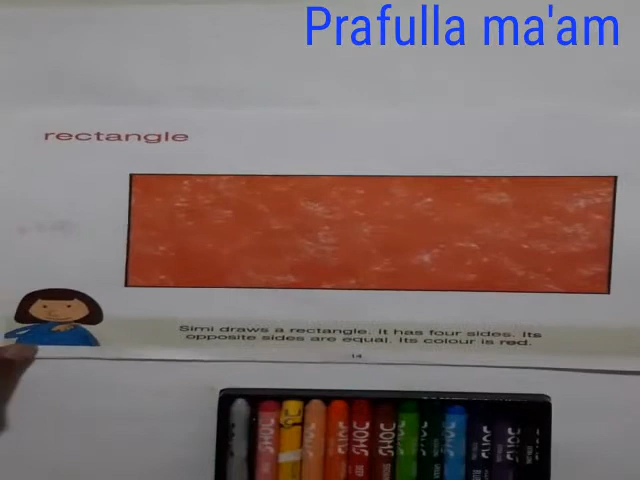 Prafulla ma'am
rectangle
Simi draws a rectangle. It has four sides. Its
opposite sides are equal. Its colour is red.
14